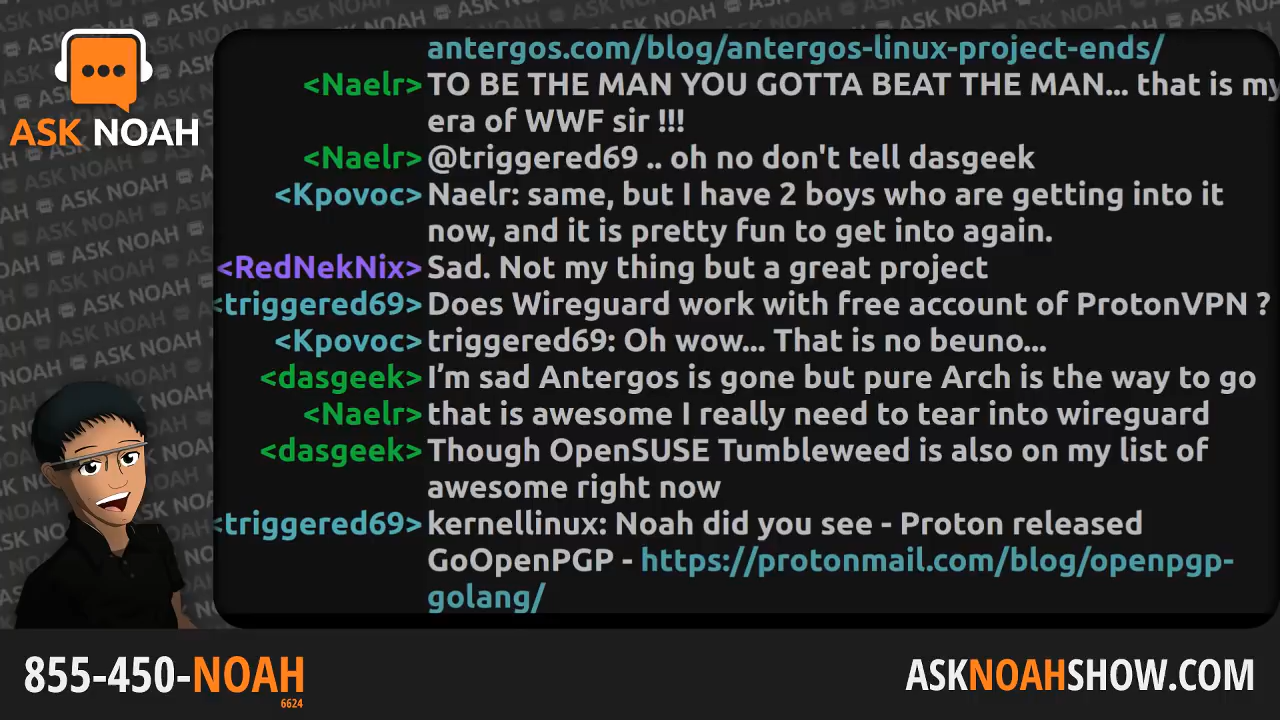 ASK NOAH
antergos.com/blog/antergos-linux-project-ends/
<Naelr> TO BE THE MAN YOU GOTTA BEAT THE MAN... that is my
era of WWF sir !!!
<Naelr> @triggered69 .. oh no don't tell dasgeek
<Kpovoc> Naelr: same, but I have 2 boys who are getting into it
now, and it is pretty fun to get into again.
<RedNekNix> Sad. Not my thing but a great project
<triggered69> Does Wireguard work with free account of ProtonVPN ?
<Kpovoc> triggered69: Oh wow... That is no beuno...
<dasgeek> I’m sad Antergos is gone but pure Arch is the way to go
<Naelr> that is awesome I really need to tear into wireguard
<dasgeek> Though OpenSUSE Tumbleweed is also on my list of
awesome right now
<triggered69> kernellinux: Noah did you see - Proton released
GoOpenPGP - https://protonmail.com/blog/openpgp-
golang/
855-450-NOAH
6624
ASKNOAHSHOW.COM